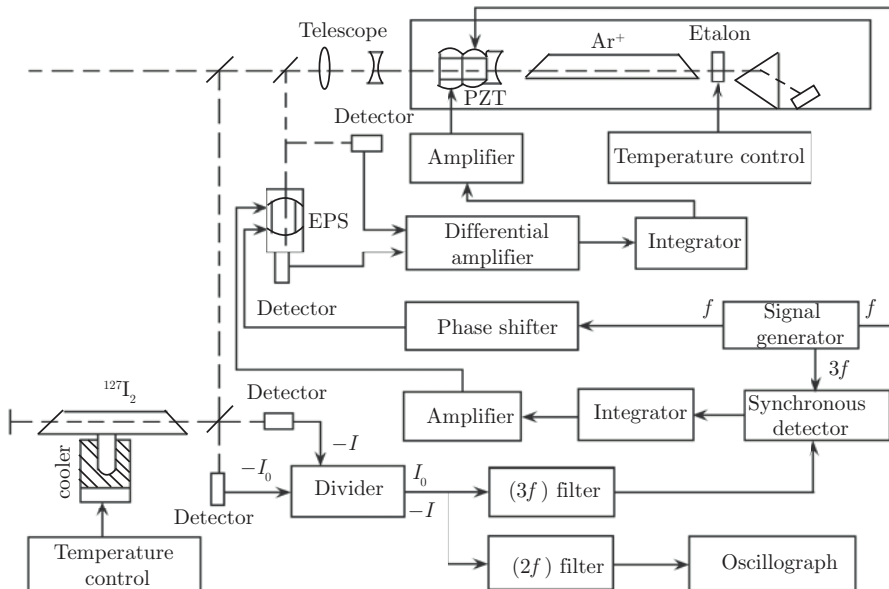 Telescope
Ar⁺
Etalon
PZT
Detector
Amplifier
Temperature control
EPS
Differential
amplifier
Integrator
Detector
f
f
Phase shifter
Signal
generator
3f
¹²⁷I₂
Detector
Amplifier
Integrator
Synchronous
detector
cooler
−I
−I₀
I₀
Divider
−I
(3f) filter
Detector
Temperature
control
(2f) filter
Oscillograph